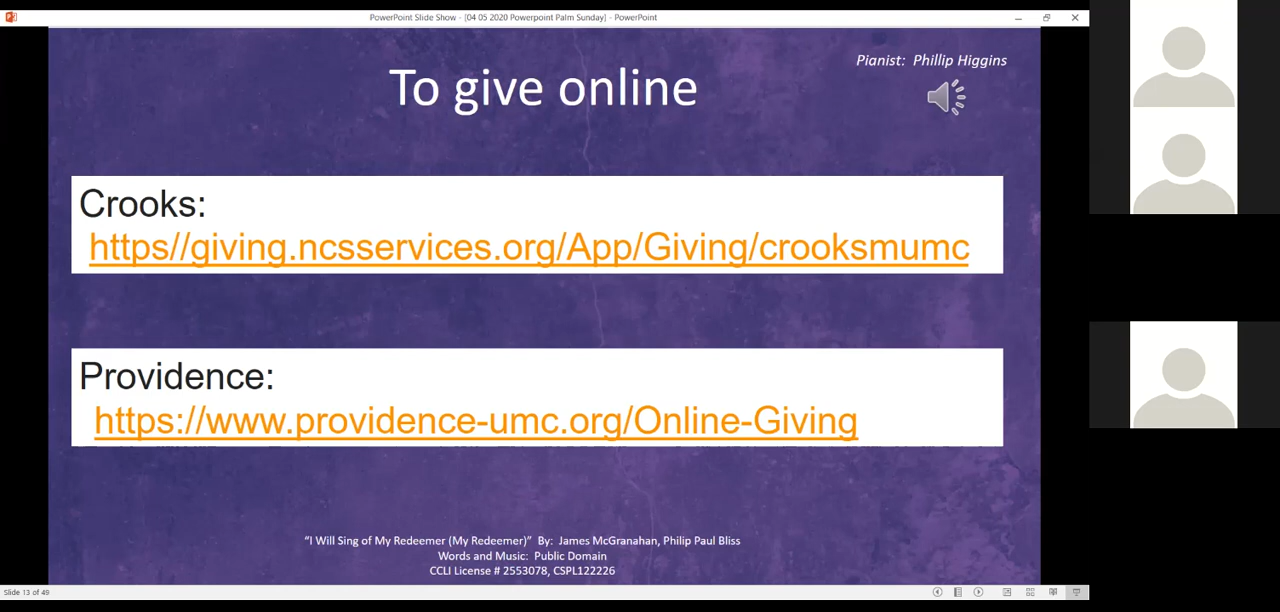 PowerPoint Slide Show - [04 05 2020 Powerpoint Palm Sunday] - PowerPoint
Pianist: Phillip Higgins
To give online
Crooks:
https//giving.ncsservices.org/App/Giving/crooksmumc
Providence:
https://www.providence-umc.org/Online-Giving
“I Will Sing of My Redeemer (My Redeemer)” By: James McGranahan, Philip Paul Bliss
Words and Music: Public Domain
CCLI License # 2553078, CSPL122226
Slide 13 of 49